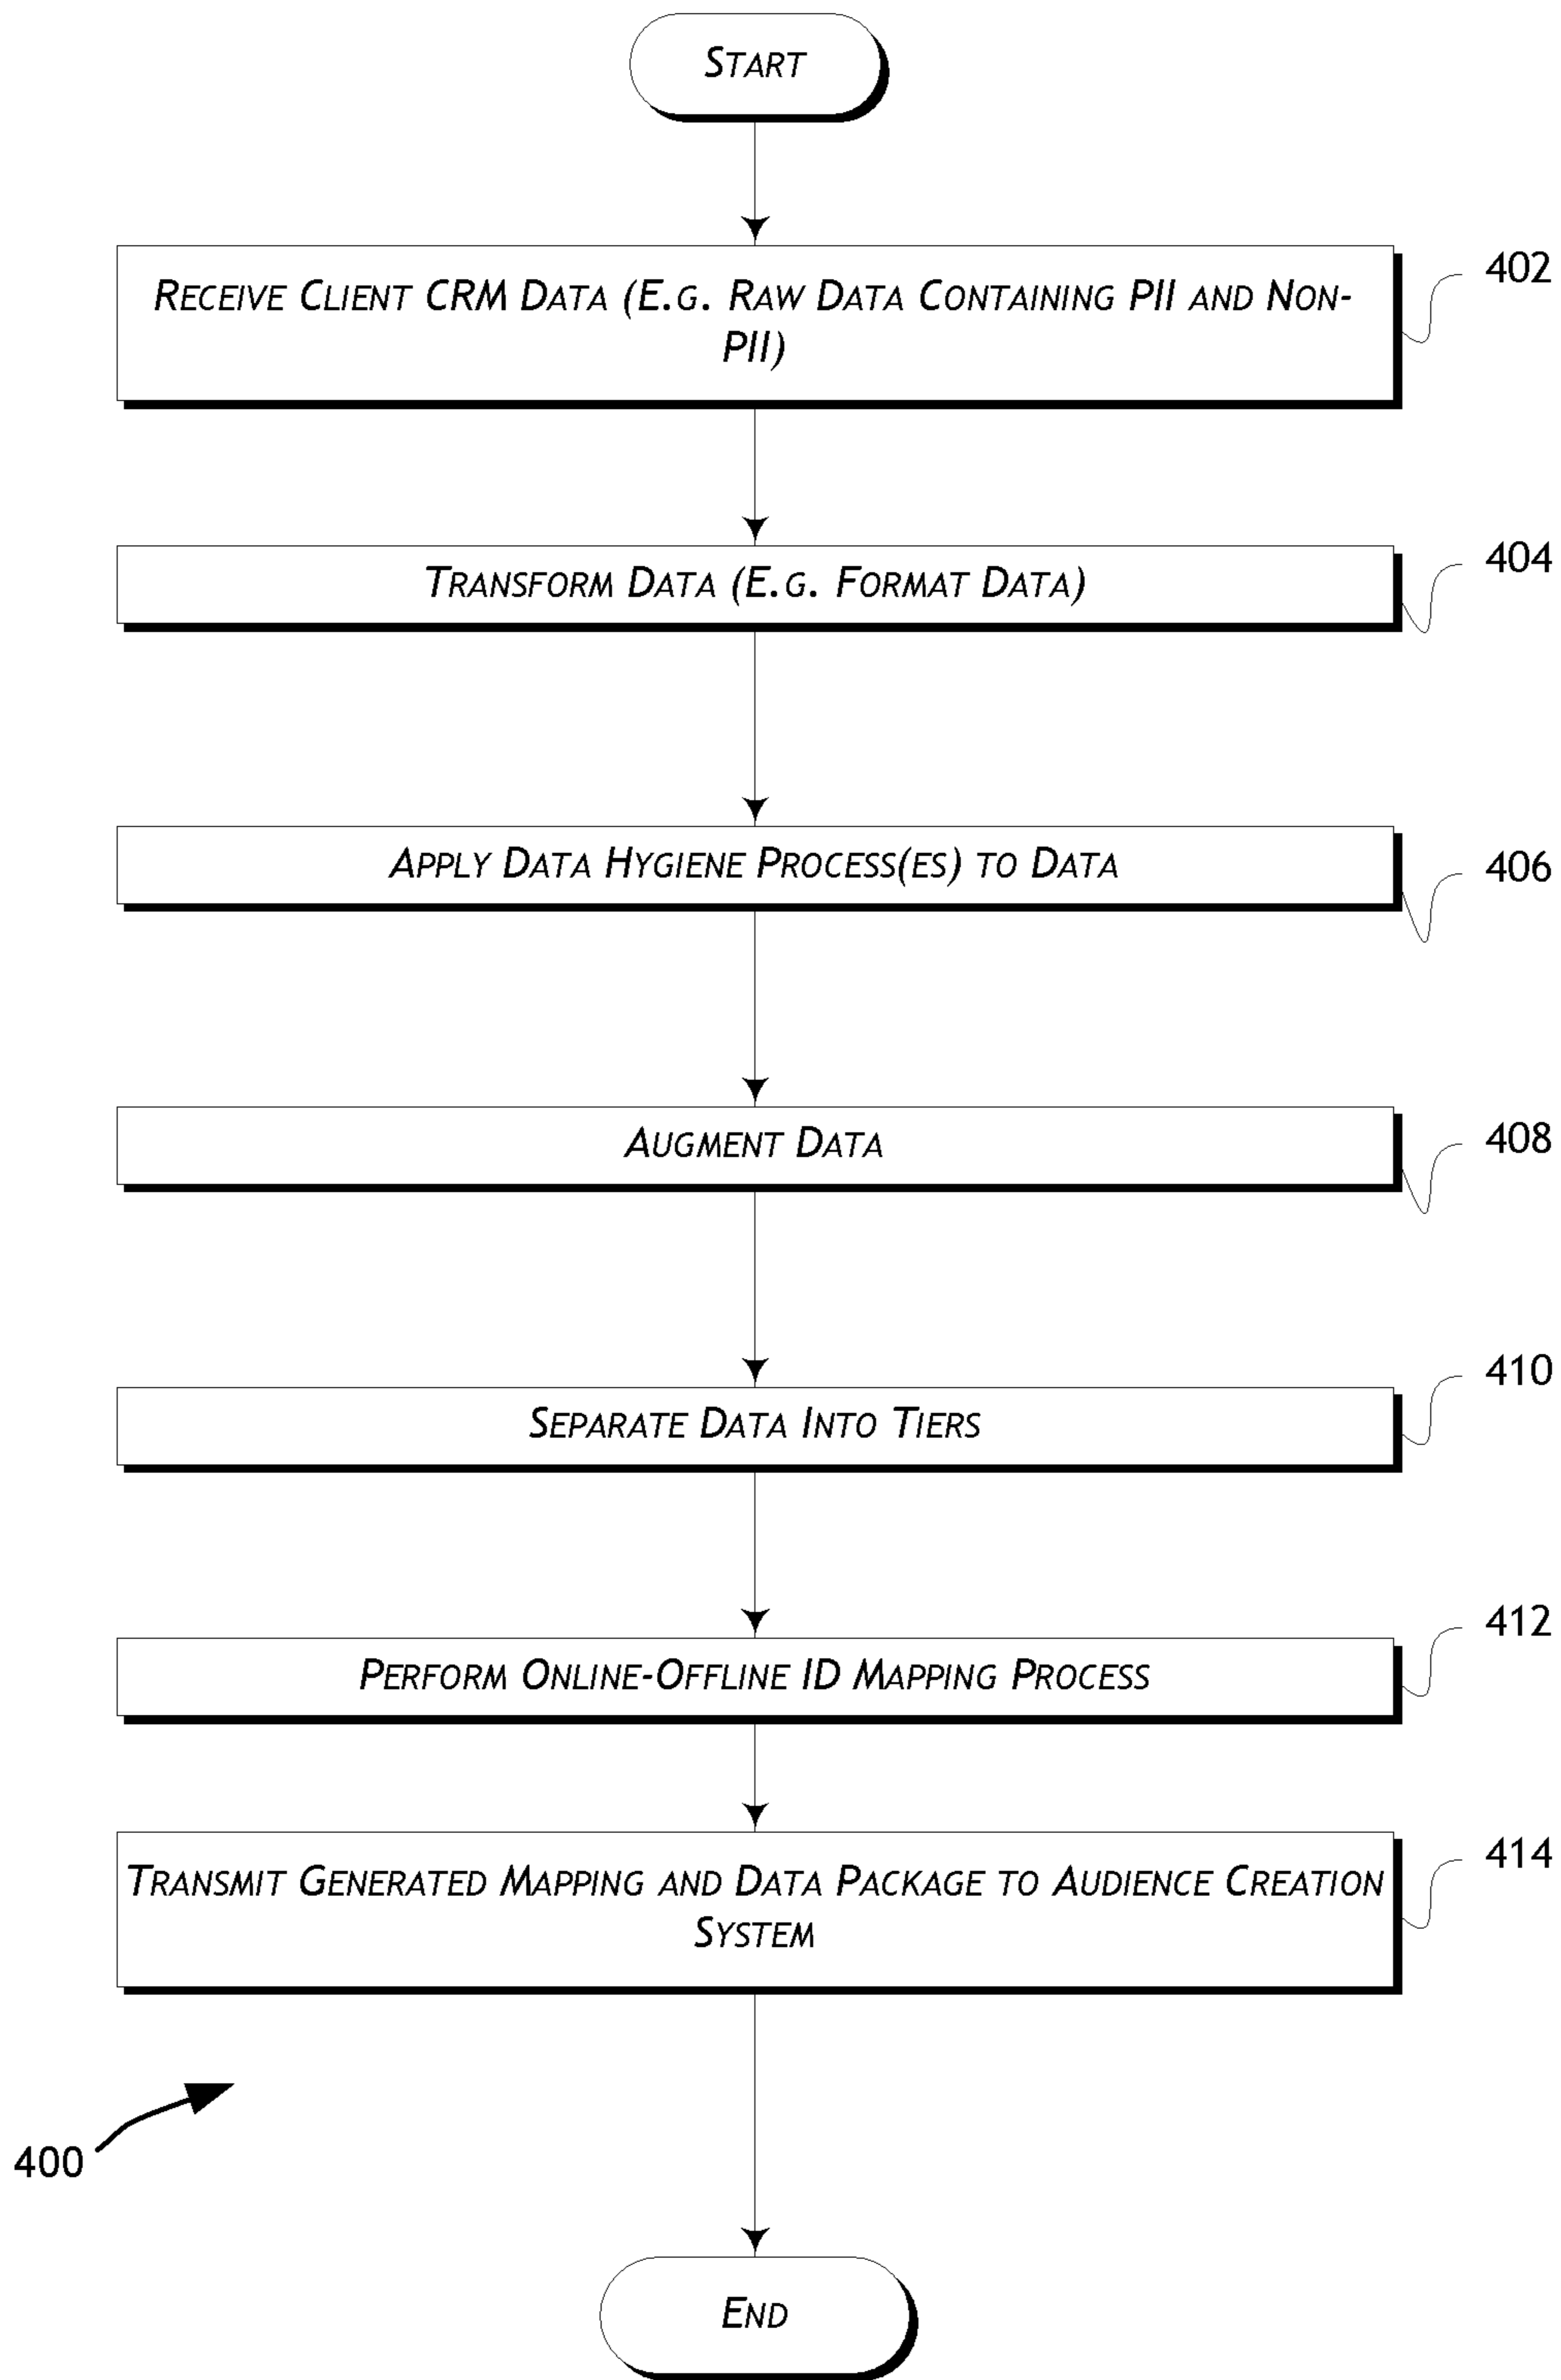 START
RECEIVE CLIENT CRM DATA (E.G. RAW DATA CONTAINING PII AND NON-
PII)
402
TRANSFORM DATA (E.G. FORMAT DATA)
404
APPLY DATA HYGIENE PROCESS(ES) TO DATA
406
AUGMENT DATA
408
SEPARATE DATA INTO TIERS
410
PERFORM ONLINE-OFFLINE ID MAPPING PROCESS
412
TRANSMIT GENERATED MAPPING AND DATA PACKAGE TO AUDIENCE CREATION
SYSTEM
414
400
END